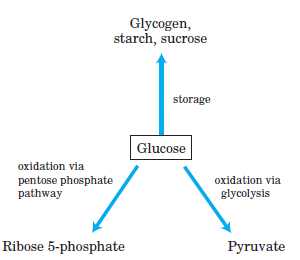 Glycogen,
starch, sucrose
storage
Glucose
oxidation via
pentose phosphate
pathway
oxidation via
glycolysis
Ribose 5-phosphate
Pyruvate